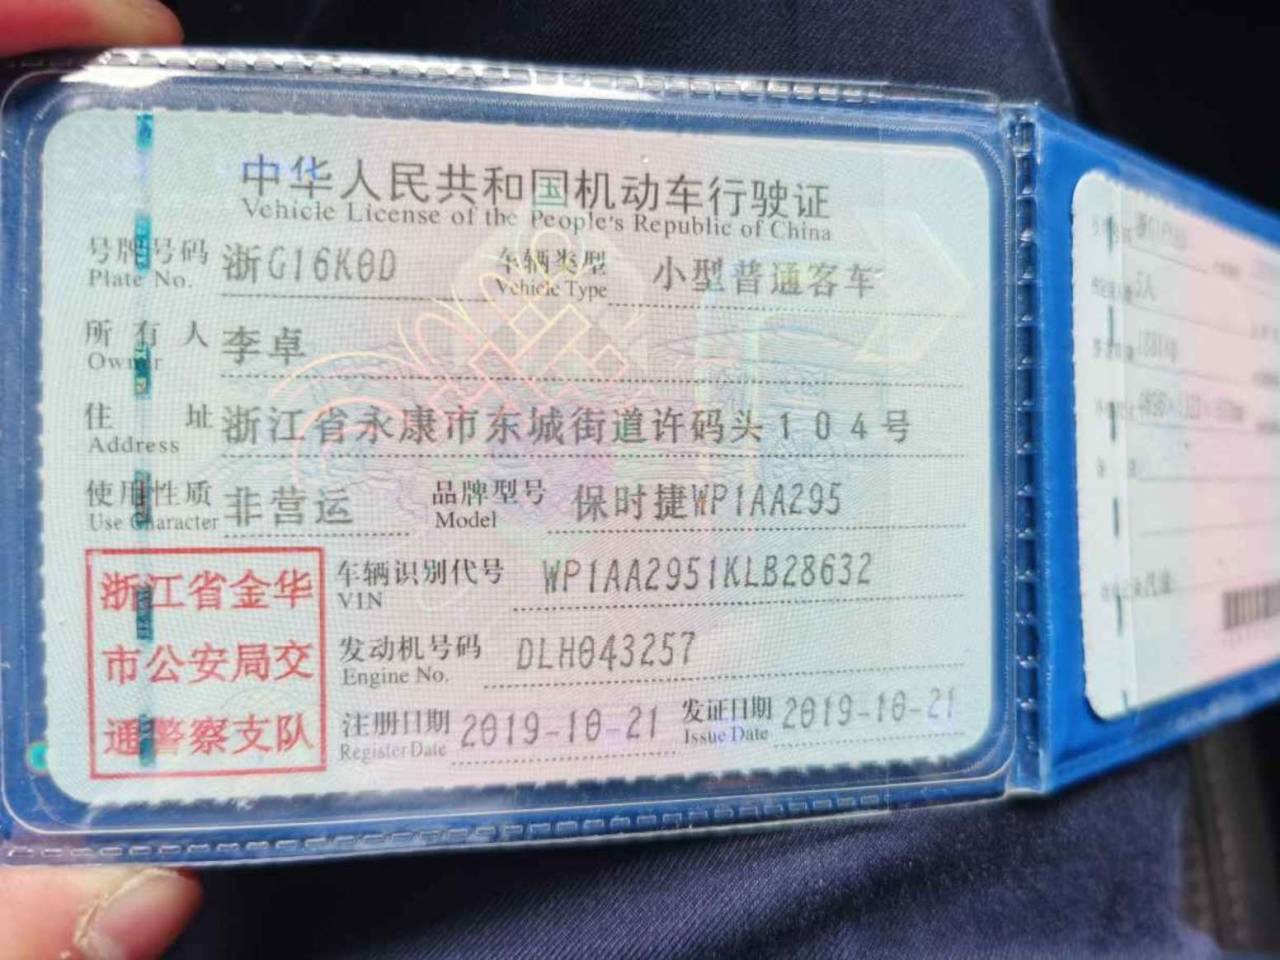 中华人民共和国机动车行驶证
Vehicle License of the People's Republic of China
号牌号码 浙G16K0D 车辆类型 小型普通客车
Plate No. Vehicle Type
所有人 李卓
Owner
住址 浙江省永康市东城街道许码头104号
Address
使用性质 非营运 品牌型号 保时捷WP1AA295
Use Character Model
浙江省金华
市公安局交
通警察支队
车辆识别代号 WP1AA2951KLB28632
VIN
发动机号码 DLH043257
Engine No.
注册日期 2019-10-21 发证日期 2019-10-21
Register Date Issue Date